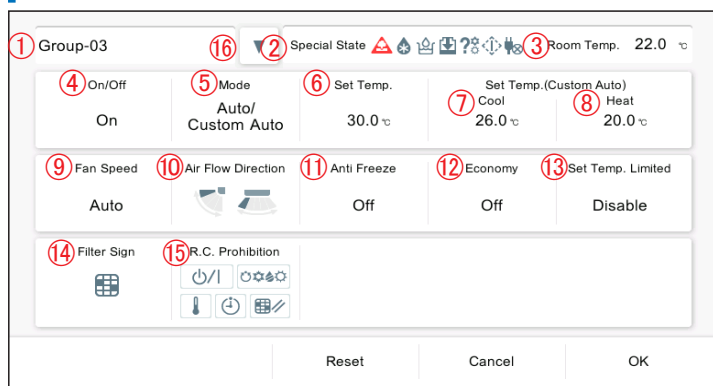 ① Group-03 ⑯ ▼ ② Special State ③ Room Temp. 22.0 ℃
④ On/Off ⑤ Mode ⑥ Set Temp. Set Temp.(Custom Auto)
⑦ Cool ⑧ Heat
On Auto/ Custom Auto 30.0 ℃ 26.0 ℃ 20.0 ℃
⑨ Fan Speed ⑩ Air Flow Direction ⑪ Anti Freeze ⑫ Economy ⑬ Set Temp. Limited
Auto Off Off Disable
⑭ Filter Sign ⑮ R.C. Prohibition
Reset Cancel OK